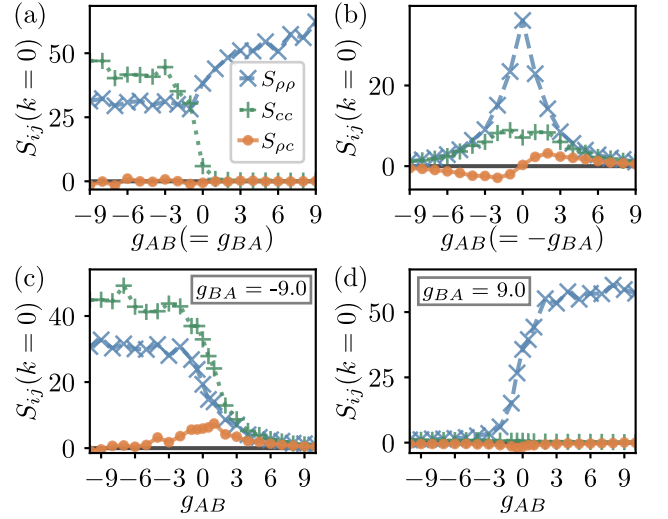 (a)
S_{ρρ}
S_{cc}
S_{ρc}
50
25
0
S_{ij}(k = 0)
−9 −6 −3 0 3 6 9
g_{AB}(= g_{BA})
(b)
20
0
S_{ij}(k = 0)
−9 −6 −3 0 3 6 9
g_{AB}(= −g_{BA})
(c)
g_{BA} = -9.0
40
20
0
S_{ij}(k = 0)
−9 −6 −3 0 3 6 9
g_{AB}
(d)
g_{BA} = 9.0
50
25
0
S_{ij}(k = 0)
−9 −6 −3 0 3 6 9
g_{AB}